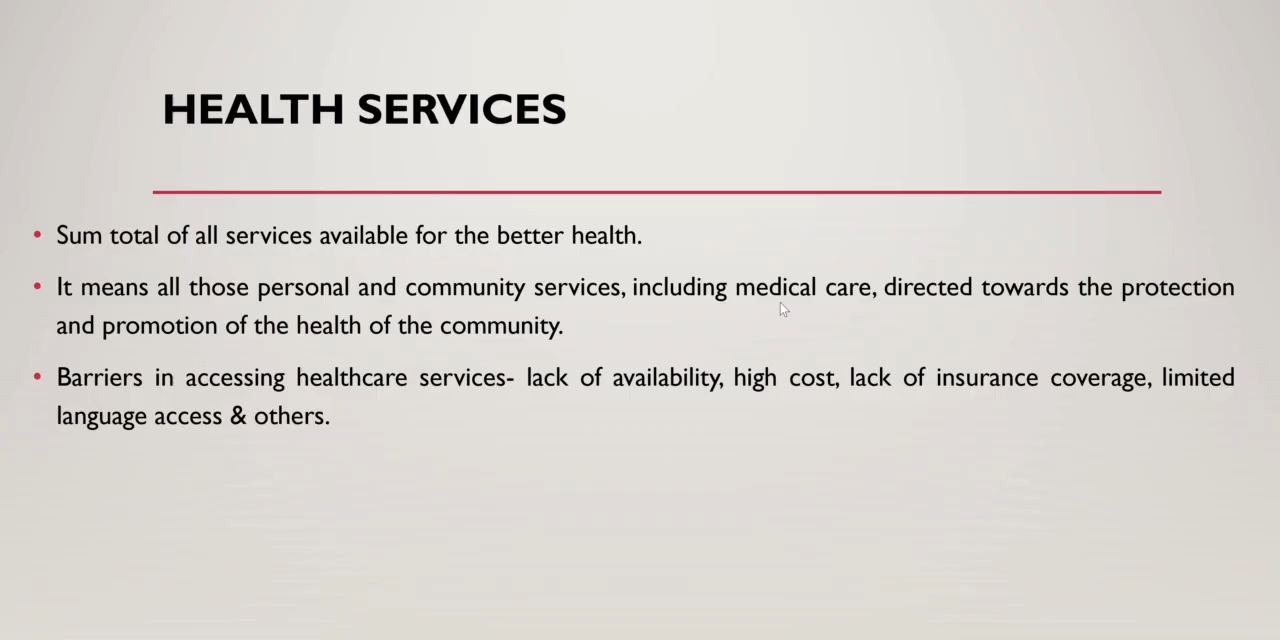 HEALTH SERVICES
• Sum total of all services available for the better health.
• It means all those personal and community services, including medical care, directed towards the protection
and promotion of the health of the community.
• Barriers in accessing healthcare services- lack of availability, high cost, lack of insurance coverage, limited
language access & others.